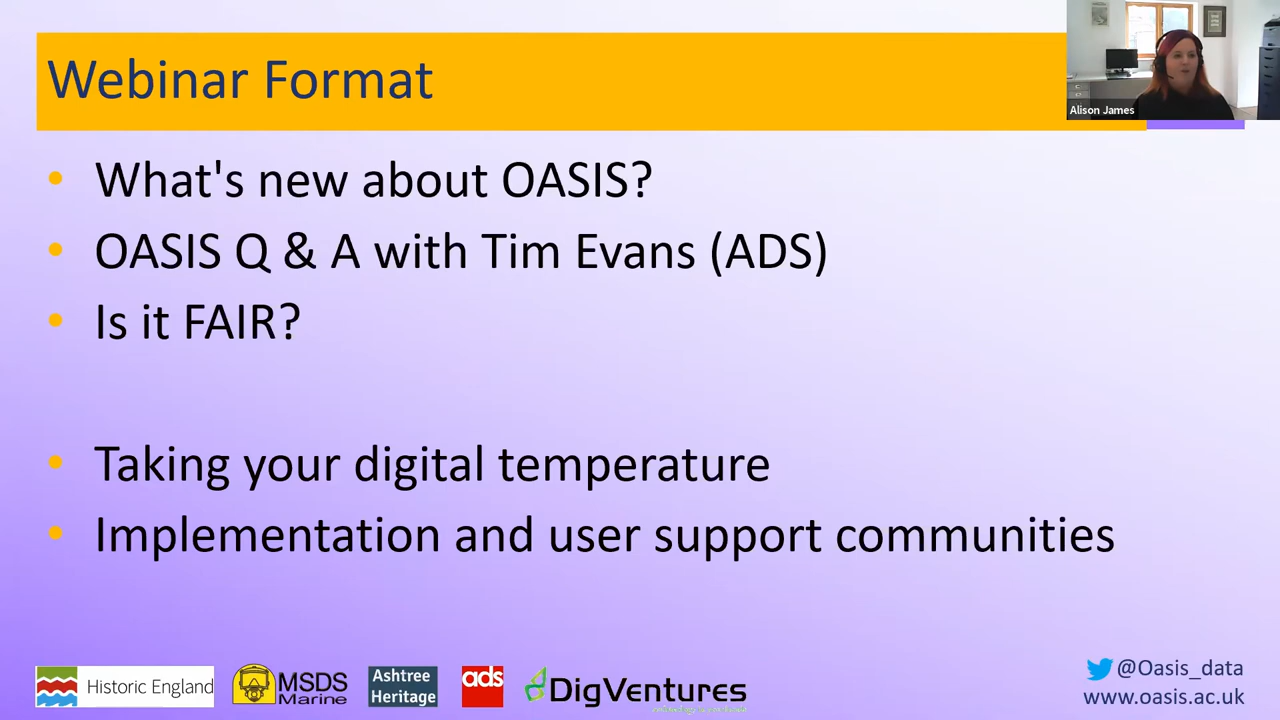 Webinar Format
Alison James
• What's new about OASIS?
• OASIS Q & A with Tim Evans (ADS)
• Is it FAIR?
• Taking your digital temperature
• Implementation and user support communities
Historic England
MSDS
Marine
Ashtree
Heritage
ads
DigVentures
@Oasis_data
www.oasis.ac.uk